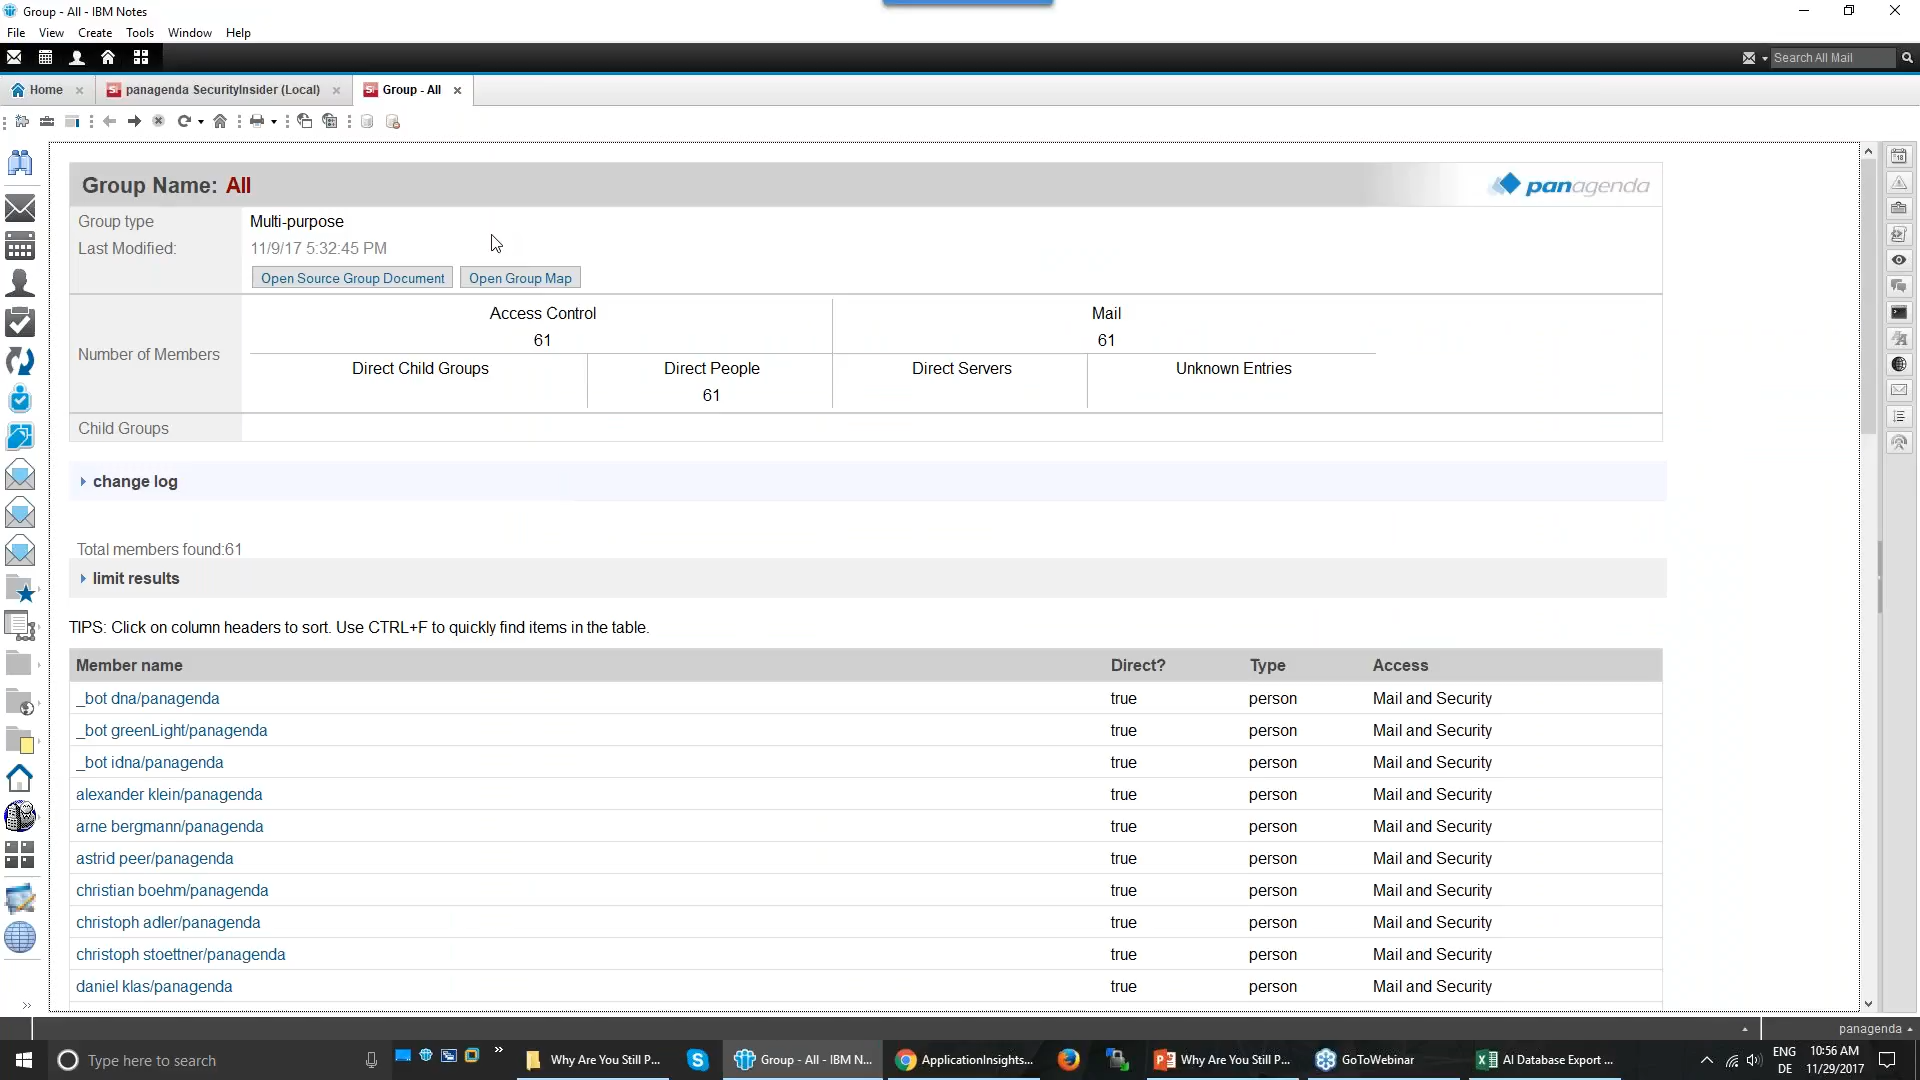 Group - All - IBM Notes
File Edit View Create Tools Window Help
Search All Mail
Home
panagenda SecurityInsider (Local)
Group - All
Group Name: All
panagenda
Group type Multi-purpose
Last Modified: 11/9/17 5:32:45 PM
Open Source Group Document Open Group Map
Access Control Mail
61 61
Number of Members
Direct Child Groups Direct People Direct Servers Unknown Entries
61
Child Groups
change log
Total members found:61
limit results
TIPS: Click on column headers to sort. Use CTRL+F to quickly find items in the table.
Member name Direct? Type Access
_bot dna/panagenda true person Mail and Security
_bot greenLight/panagenda true person Mail and Security
_bot idna/panagenda true person Mail and Security
alexander klein/panagenda true person Mail and Security
arne bergmann/panagenda true person Mail and Security
astrid peer/panagenda true person Mail and Security
christian boehm/panagenda true person Mail and Security
christoph adler/panagenda true person Mail and Security
christoph stoettner/panagenda true person Mail and Security
daniel klas/panagenda true person Mail and Security
panagenda
Type here to search
Why Are You Still P...
Group - All - IBM N...
ApplicationInsights...
Why Are You Still P...
GoToWebinar
AI Database Export ...
ENG 10:56 AM
DE 11/29/2017